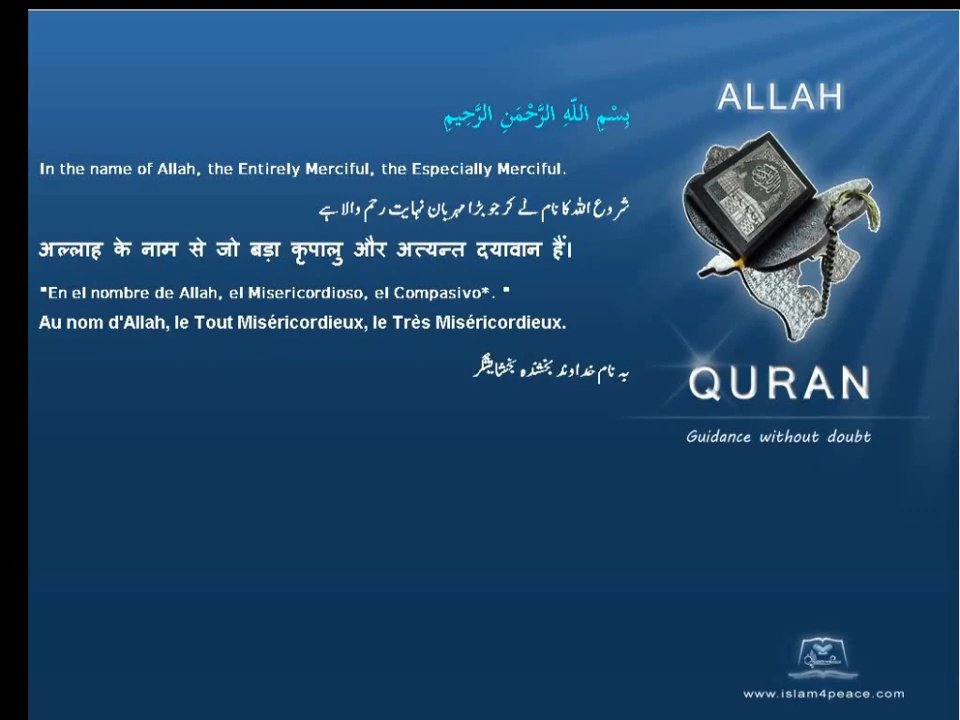 بِسْمِ اللَّهِ الرَّحْمَنِ الرَّحِيمِ
In the name of Allah, the Entirely Merciful, the Especially Merciful.
شروع الله کا نام لے کر جو بڑا مہربان نہایت رحم والا ہے
अल्लाह के नाम से जो बड़ा कृपालु और अत्यन्त दयावान हैं।
"En el nombre de Allah, el Misericordioso, el Compasivo*. "
Au nom d'Allah, le Tout Miséricordieux, le Très Miséricordieux.
به نام خداوند بخشنده بخشایشگر
ALLAH
QURAN
Guidance without doubt
www.islam4peace.com